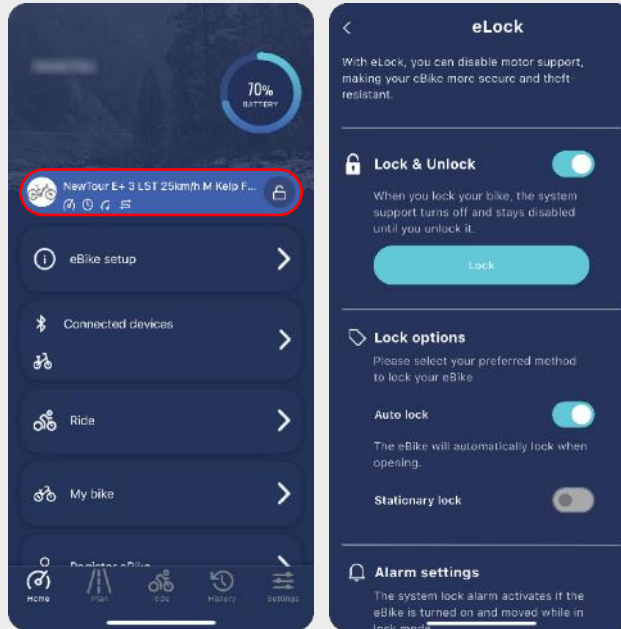 70%
BATTERY
NewTour E+ 3 LST 25km/h M Kelp F...
eBike setup
Connected devices
Ride
My bike
Register eBike
Home
Plan
Ride
History
Settings
eLock
With eLock, you can disable motor support,
making your eBike more secure and theft-
resistant.
Lock & Unlock
When you lock your bike, the system
support turns off and stays disabled
until you unlock it.
Lock
Lock options
Please select your preferred method
to lock your eBike
Auto lock
The eBike will automatically lock when
opening.
Stationary lock
Alarm settings
The system lock alarm activates if the
eBike is turned on and moved while in
lock mode